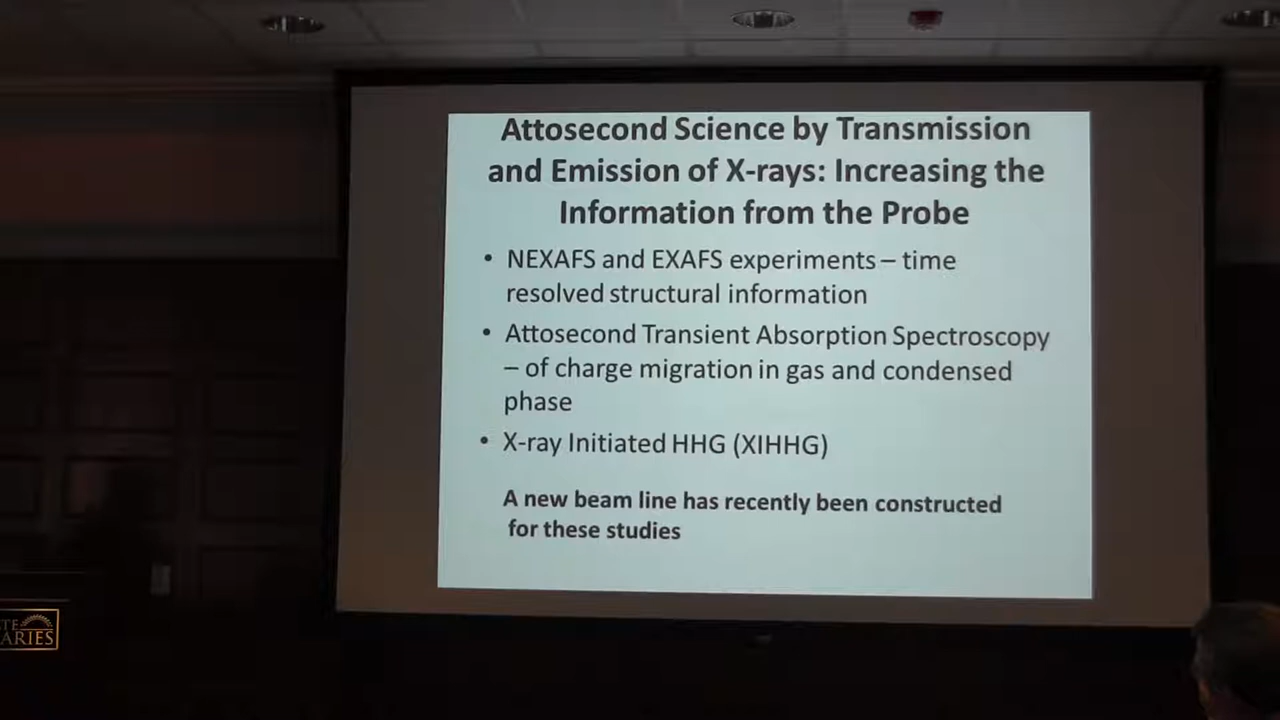 Attosecond Science by Transmission
and Emission of X-rays: Increasing the
Information from the Probe
• NEXAFS and EXAFS experiments – time
resolved structural information
• Attosecond Transient Absorption Spectroscopy
– of charge migration in gas and condensed
phase
• X-ray Initiated HHG (XIHHG)
A new beam line has recently been constructed
for these studies
TE
ARIES